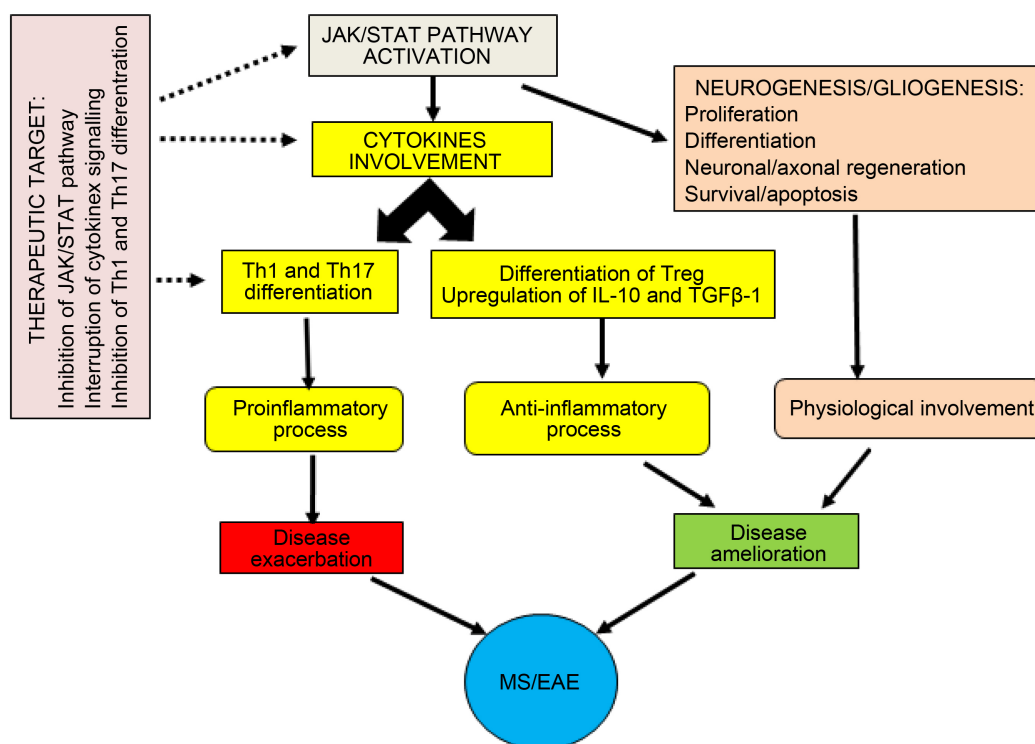 THERAPEUTIC TARGET:
Inhibition of JAK/STAT pathway
Interruption of cytokinex signalling
Inhibition of Th1 and Th17 differentration
JAK/STAT PATHWAY
ACTIVATION
CYTOKINES
INVOLVEMENT
NEUROGENESIS/GLIOGENESIS:
Proliferation
Differentiation
Neuronal/axonal regeneration
Survival/apoptosis
Th1 and Th17
differentiation
Differentiation of Treg
Upregulation of IL-10 and TGFβ-1
Proinflammatory
process
Anti-inflammatory
process
Physiological involvement
Disease
exacerbation
Disease
amelioration
MS/EAE